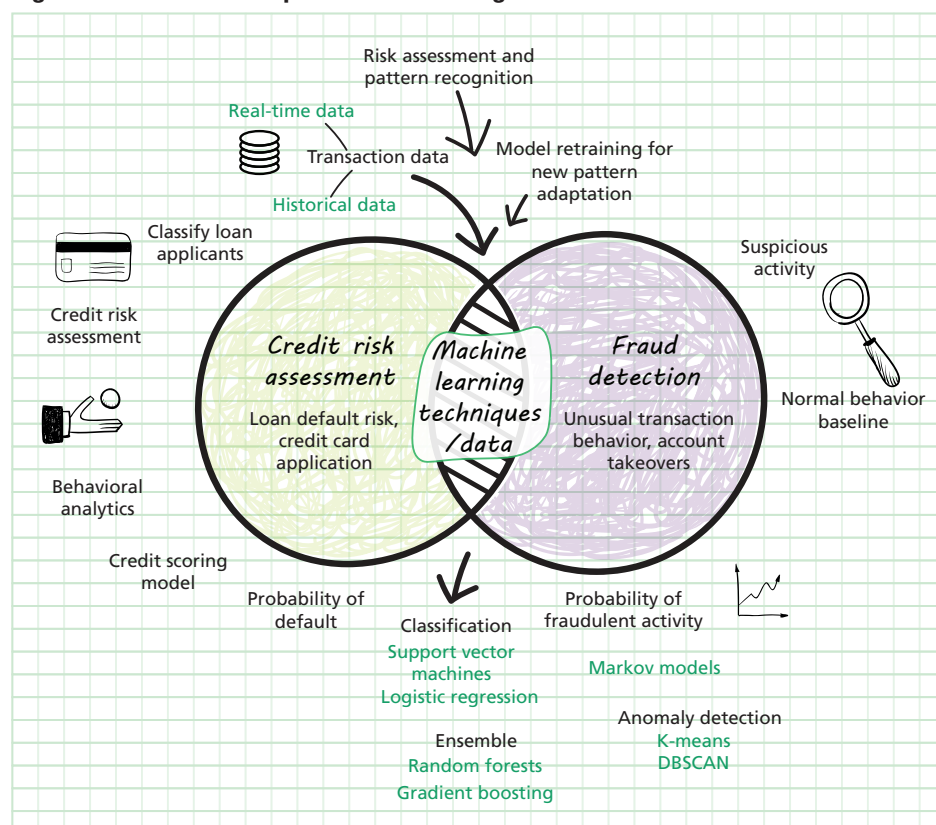 Risk assessment and
pattern recognition
Real-time data
Transaction data
Historical data
Model retraining for
new pattern
adaptation
Classify loan
applicants
Credit risk
assessment
Behavioral
analytics
Credit scoring
model
Probability of
default
Credit risk
assessment
Loan default risk,
credit card
application
Machine
learning
techniques
/data
Fraud
detection
Unusual transaction
behavior, account
takeovers
Suspicious
activity
Normal behavior
baseline
Probability of
fraudulent activity
Classification
Support vector
machines
Logistic regression
Ensemble
Random forests
Gradient boosting
Markov models
Anomaly detection
K-means
DBSCAN